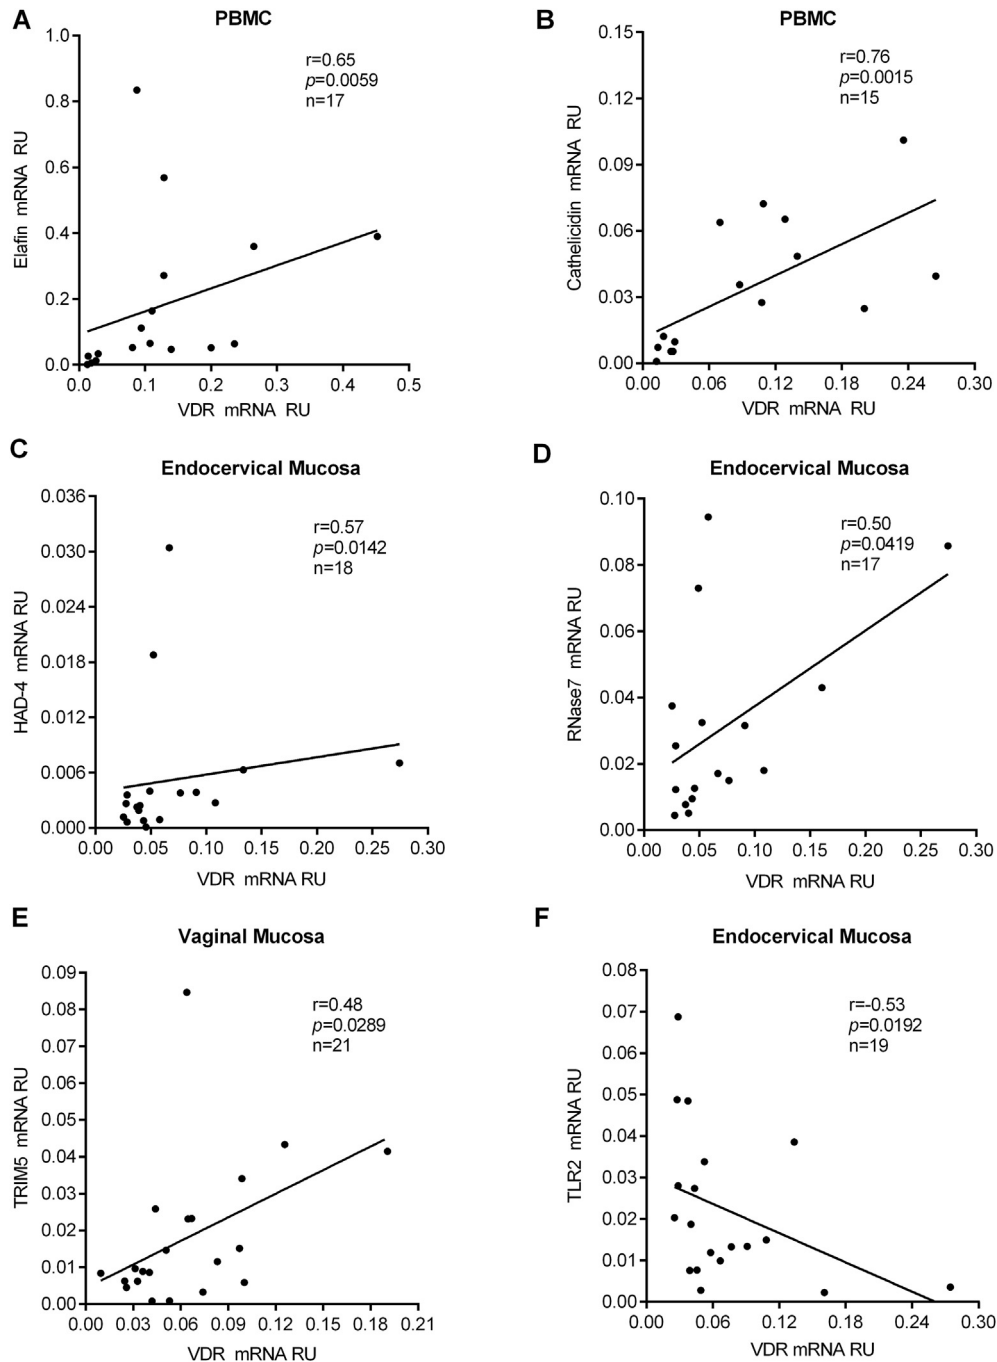 A
PBMC
1.0
0.8
0.6
0.4
0.2
0.0
Elafin mRNA RU
r=0.65
p=0.0059
n=17
0.0 0.1 0.2 0.3 0.4 0.5
VDR mRNA RU
B
PBMC
0.15
0.12
0.09
0.06
0.03
0.00
Cathelicidin mRNA RU
r=0.76
p=0.0015
n=15
0.00 0.06 0.12 0.18 0.24 0.30
VDR mRNA RU
C
Endocervical Mucosa
0.036
0.030
0.024
0.018
0.012
0.006
0.000
HAD-4 mRNA RU
r=0.57
p=0.0142
n=18
0.00 0.05 0.10 0.15 0.20 0.25 0.30
VDR mRNA RU
D
Endocervical Mucosa
0.10
0.08
0.06
0.04
0.02
0.00
RNase7 mRNA RU
r=0.50
p=0.0419
n=17
0.00 0.05 0.10 0.15 0.20 0.25 0.30
VDR mRNA RU
E
Vaginal Mucosa
0.09
0.08
0.07
0.06
0.05
0.04
0.03
0.02
0.01
0.00
TRIM5 mRNA RU
r=0.48
p=0.0289
n=21
0.00 0.03 0.06 0.09 0.12 0.15 0.18 0.21
VDR mRNA RU
F
Endocervical Mucosa
0.08
0.07
0.06
0.05
0.04
0.03
0.02
0.01
0.00
TLR2 mRNA RU
r=-0.53
p=0.0192
n=19
0.00 0.06 0.12 0.18 0.24 0.30
VDR mRNA RU